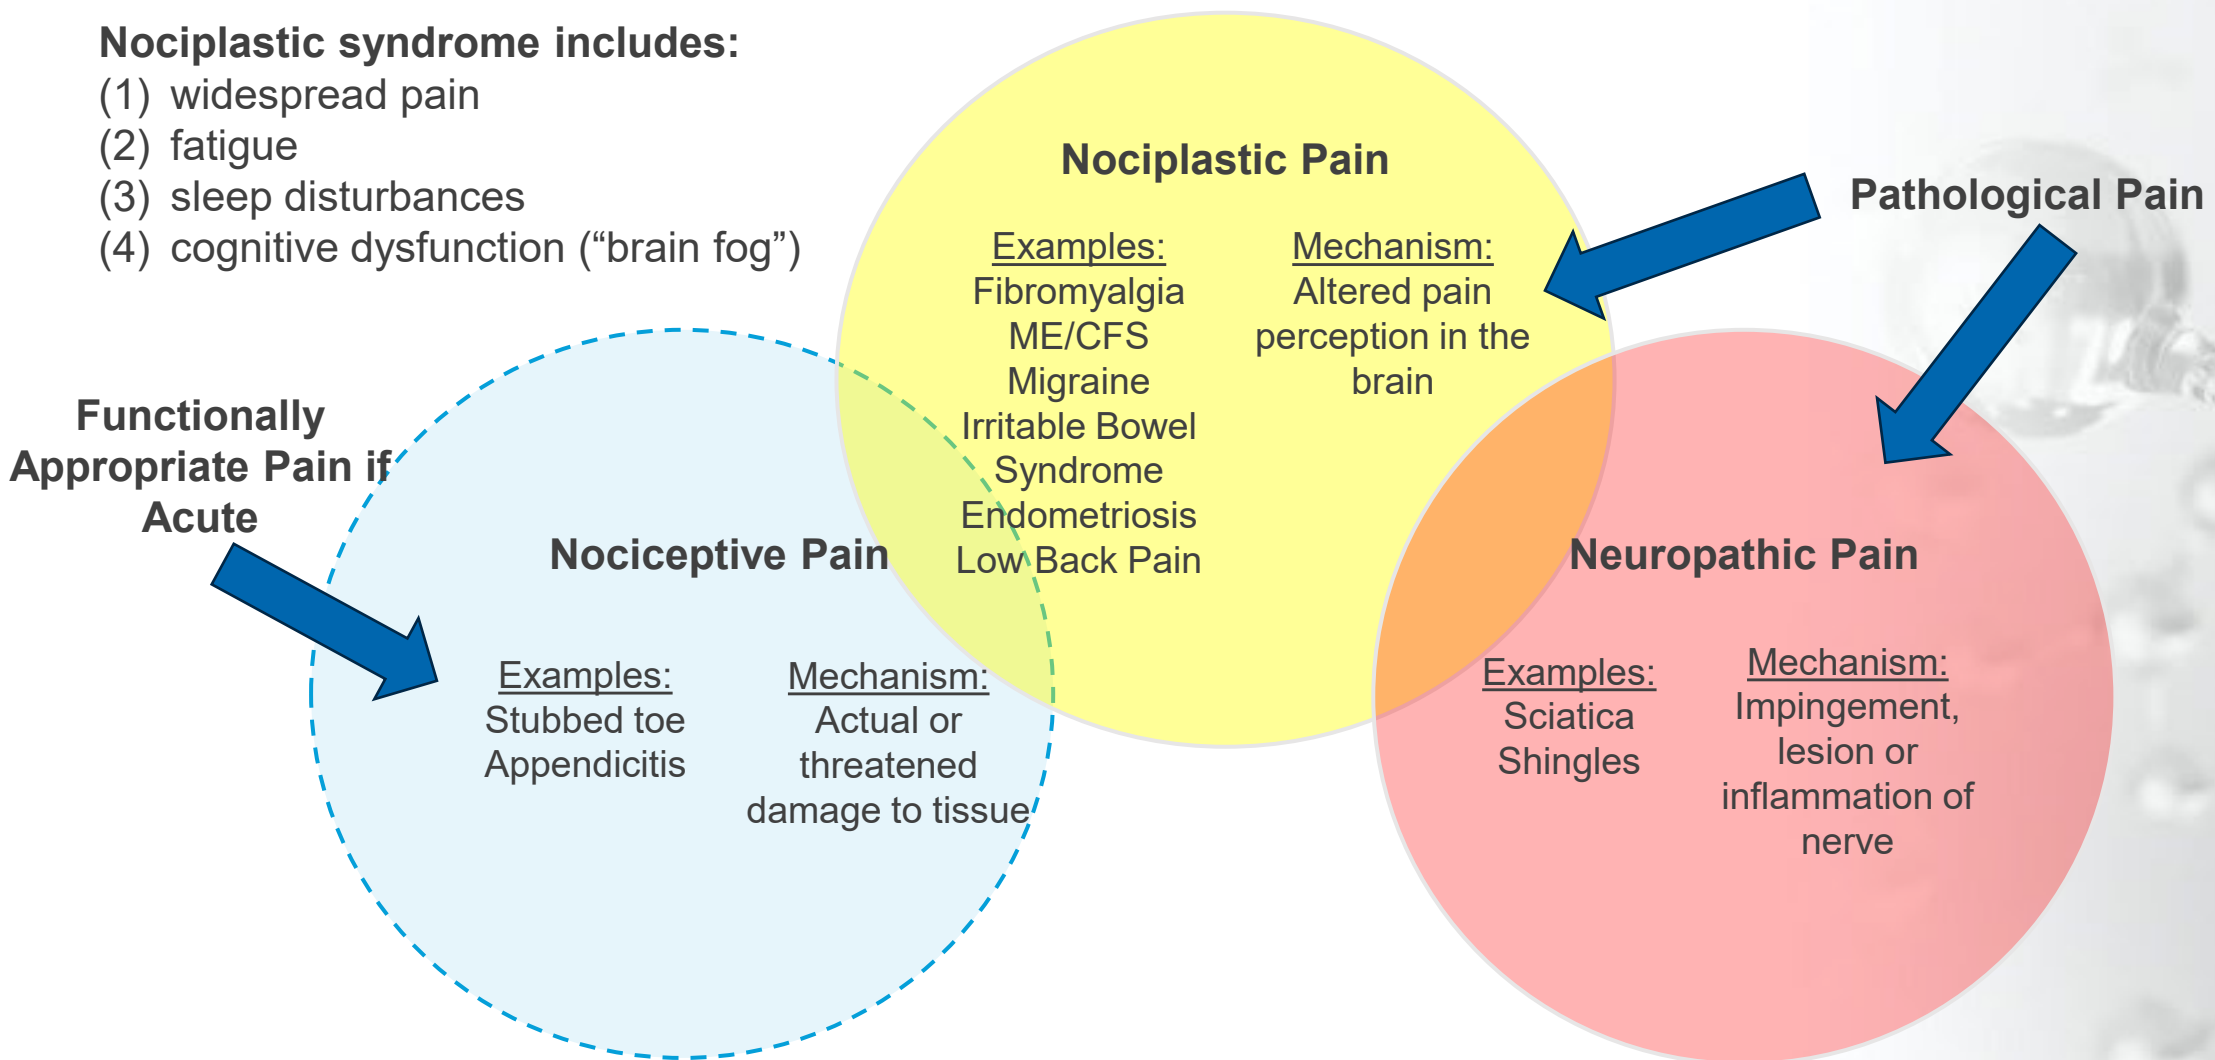 Nociplastic syndrome includes:
(1) widespread pain
(2) fatigue
(3) sleep disturbances
(4) cognitive dysfunction (“brain fog”)
Nociplastic Pain
Examples:
Fibromyalgia
ME/CFS
Migraine
Irritable Bowel
Syndrome
Endometriosis
Low Back Pain
Mechanism:
Altered pain
perception in the
brain
Pathological Pain
Functionally
Appropriate Pain if
Acute
Nociceptive Pain
Examples:
Stubbed toe
Appendicitis
Mechanism:
Actual or
threatened
damage to tissue
Neuropathic Pain
Examples:
Sciatica
Shingles
Mechanism:
Impingement,
lesion or
inflammation of
nerve